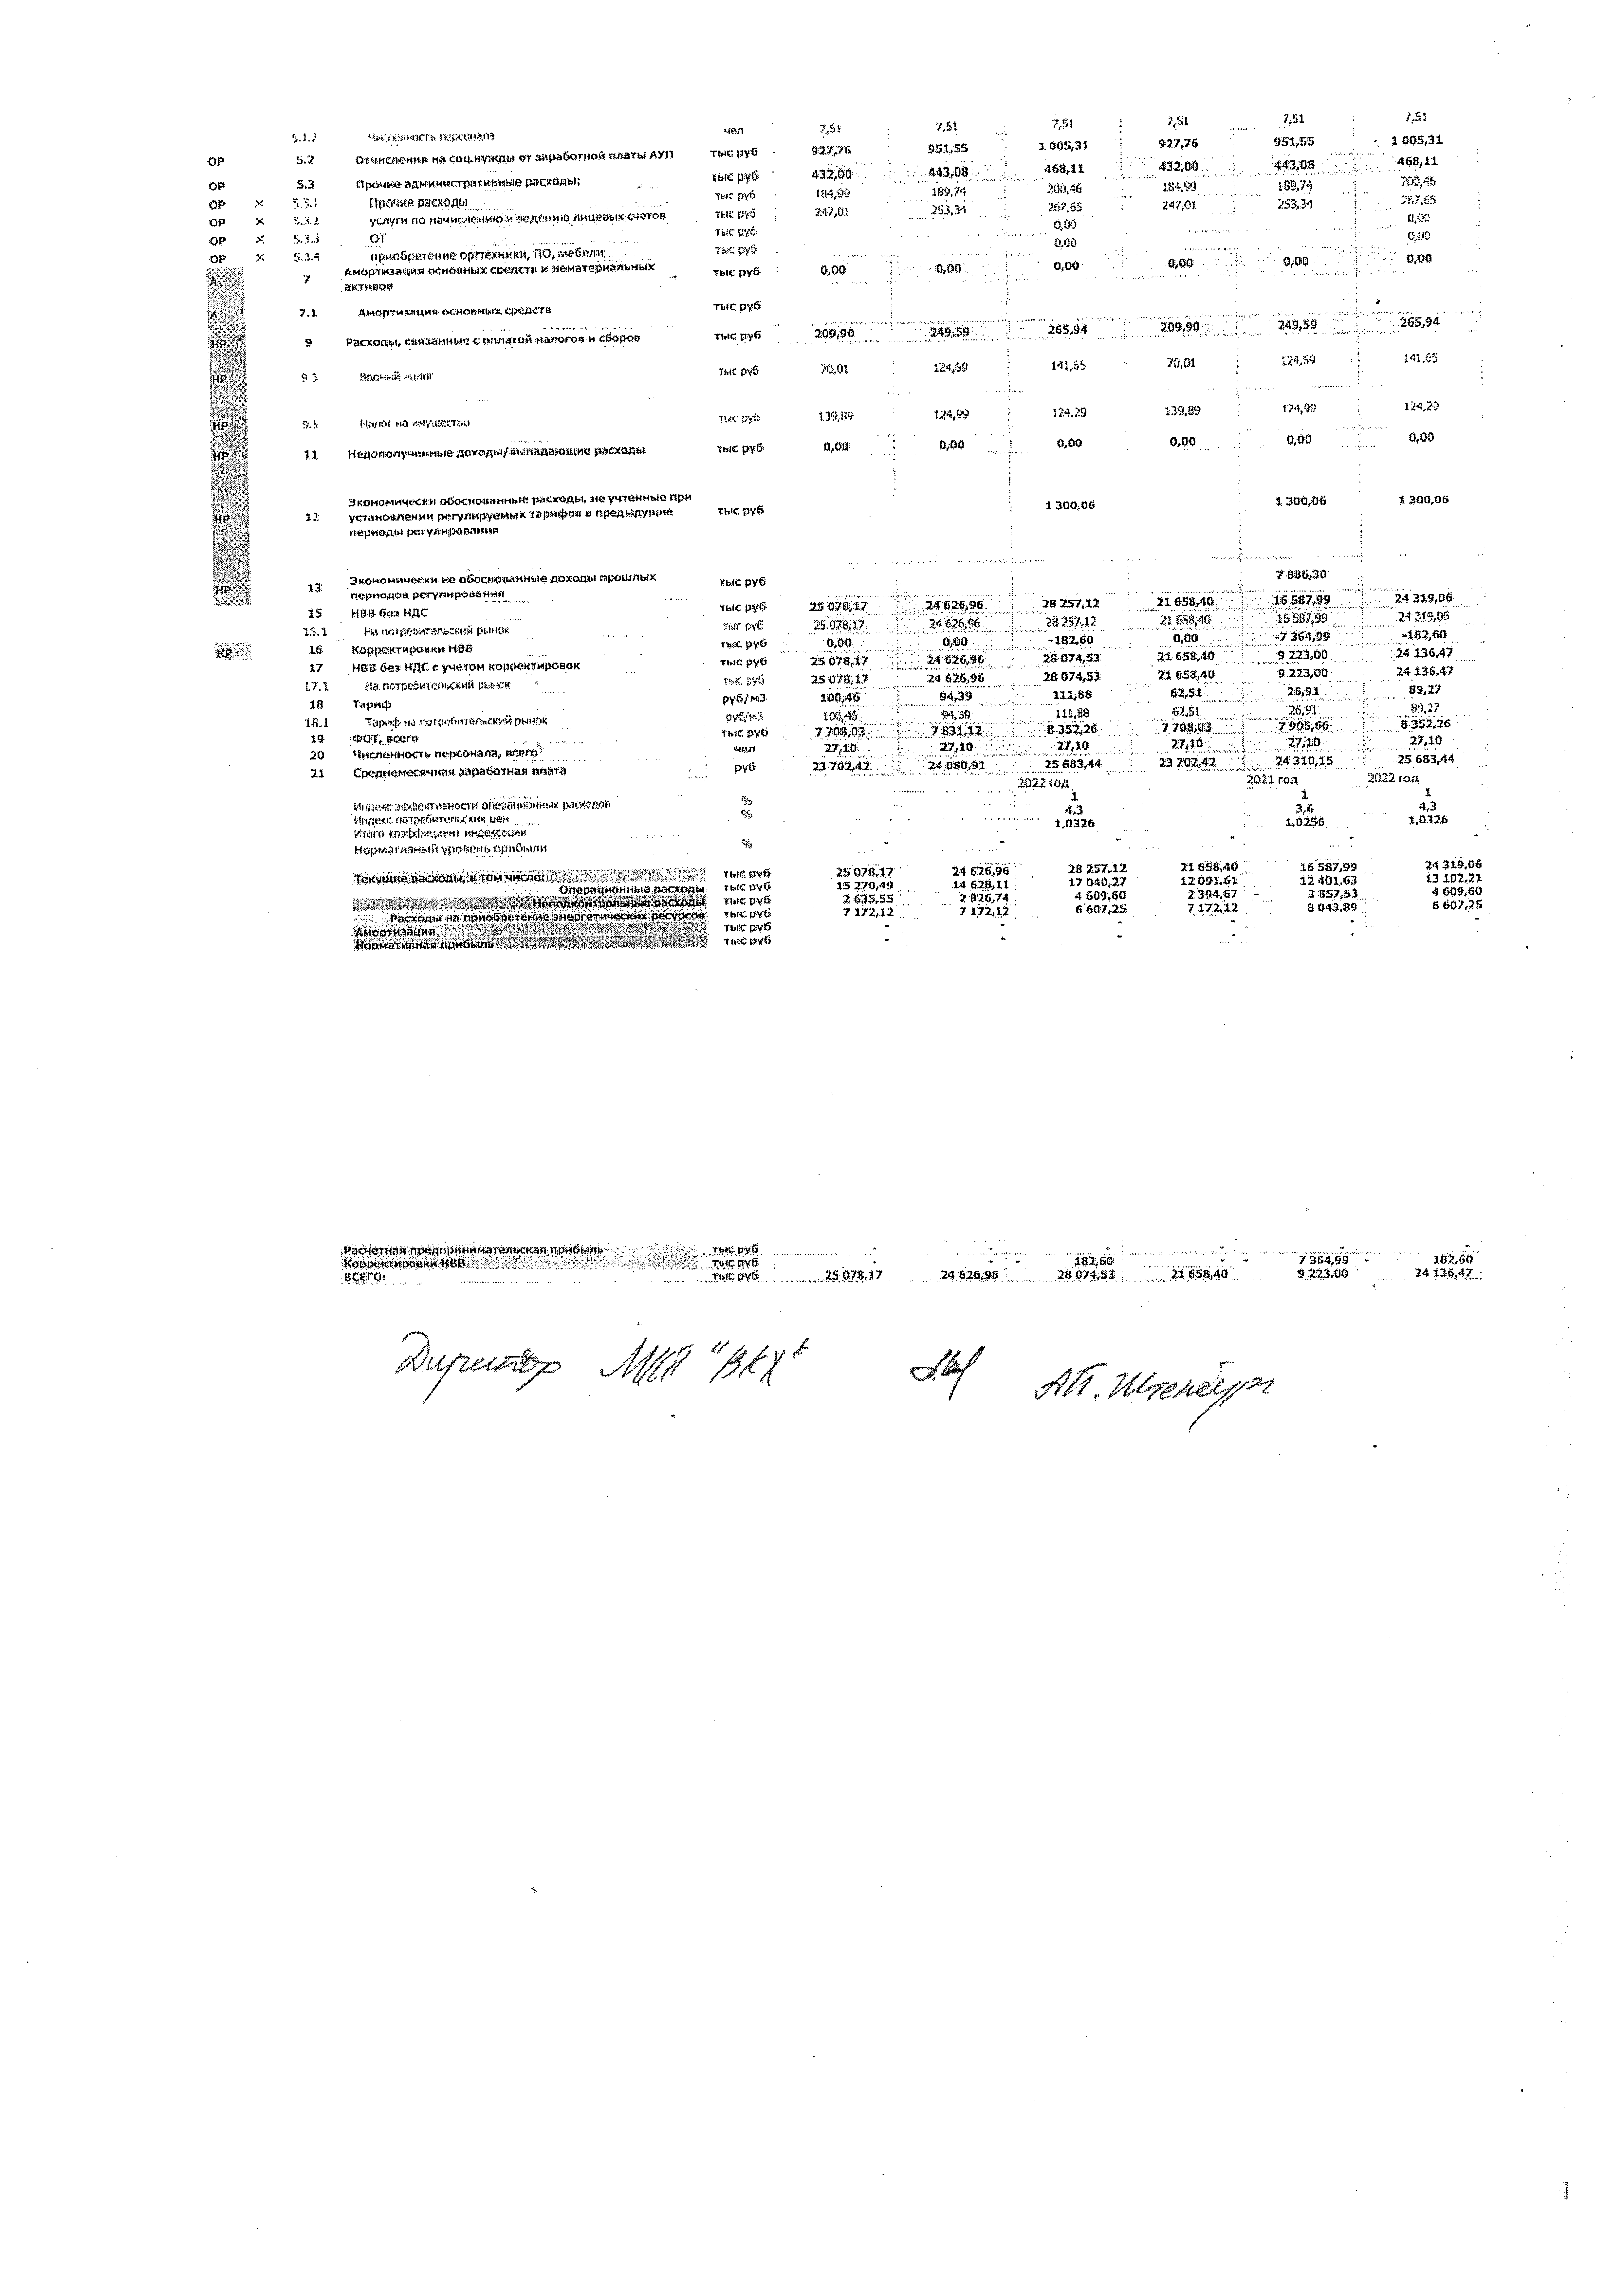 5.1.2 Численность персонала чел 7,51 7,51 7,51 7,51 7,51 7,51
ОР 5.2 Отчисления на соц.нужды от заработной платы АУП тыс руб 927,76 951,55 1 005,31 927,76 951,55 1 005,31
ОР 5.3 Прочие административные расходы: тыс руб 432,00 443,08 468,11 432,00 443,08 468,11
ОР х 5.3.1 Прочие расходы тыс руб 184,99 189,74 184,99 189,74
ОР х 5.3.2 услуги по начислению и ведению лицевых счетов тыс руб 247,01 253,34 267,65 247,01 253,34 267,65
ОР х 5.3.3 ОТ тыс руб 0,00 0,00
ОР х 5.3.4 приобретение оргтехники, ПО, мебели тыс руб 0,00 0,00
7 Амортизация основных средств и нематериальных активов тыс руб 0,00 0,00 0,00 0,00 0,00 0,00
7.1 Амортизация основных средств тыс руб
9 Расходы, связанные с оплатой налогов и сборов тыс руб 209,90 249,59 265,94 209,90 249,59 265,94
Водный налог тыс руб 70,01 124,59 141,65 70,01 124,59 141,65
Налог на имущество тыс руб 139,89 124,99 124,29 139,89 124,99 124,29
11 Недополученные доходы/выпадающие расходы тыс руб 0,00 0,00 0,00 0,00 0,00 0,00
Экономически обоснованные расходы, не учтенные при
12 установлении регулируемых тарифов в предыдущие тыс руб 1 300,06 1 300,06 1 300,06
периоды регулирования
13 Экономически не обоснованные доходы прошлых периодов регулирования тыс руб 7 886,30
15 НВВ без НДС тыс руб 25 078,17 24 626,96 28 257,12 21 658,40 16 587,99 24 319,06
15.1 На потребительский рынок тыс руб 25 078,17 24 626,96 28 257,12 21 658,40 16 587,99 24 319,06
16 Корректировки НВВ тыс руб 0,00 0,00 -182,60 0,00 -7 364,99 -182,60
17 НВВ без НДС с учетом корректировок тыс руб 25 078,17 24 626,96 28 074,53 21 658,40 9 223,00 24 136,47
17.1 На потребительский рынок тыс. руб 25 078,17 24 626,96 28 074,53 21 658,40 9 223,00 24 136,47
18 Тариф руб/м3 100,46 94,39 111,88 62,51 26,91 89,27
18.1 Тариф на потребительский рынок руб/м3 100,46 94,39 111,88 62,51 26,91 89,27
19 ФОТ, всего тыс руб 7 708,03 7 831,12 8 352,26 7 708,03 7 905,66 8 352,26
20 Численность персонала, всего чел 27,10 27,10 27,10 27,10 27,10 27,10
21 Среднемесячная заработная плата руб 23 702,42 24 080,91 25 683,44 23 702,42 24 310,15 25 683,44
2022 год 2021 год 2022 год
Индекс эффективности операционных расходов % 1 1 1
Индекс потребительских цен % 4,3 3,6 4,3
Итого коэффициент индексации 1,0326 1,0256 1,0326
Нормативный уровень прибыли %
Текущие расходы, в том числе: тыс руб 25 078,17 24 626,96 28 257,12 21 658,40 16 587,99 24 319,06
Операционные расходы тыс руб 15 270,49 14 628,11 17 040,27 12 091,61 12 401,63 13 102,21
тыс руб 2 635,55 2 826,74 4 609,60 2 394,67 3 857,53 4 609,60
Расходы на приобретение энергетических ресурсов тыс руб 7 172,12 7 172,12 6 607,25 7 172,12 8 043,89 6 607,25
Амортизация тыс руб
Нормативная прибыль тыс руб
Расчетная предпринимательская прибыль тыс. руб
Корректировки НВВ тыс руб 182,60 7 364,99 182,60
ВСЕГО: тыс руб 25 078,17 24 626,96 28 074,53 21 658,40 9 223,00 24 136,47
Директор